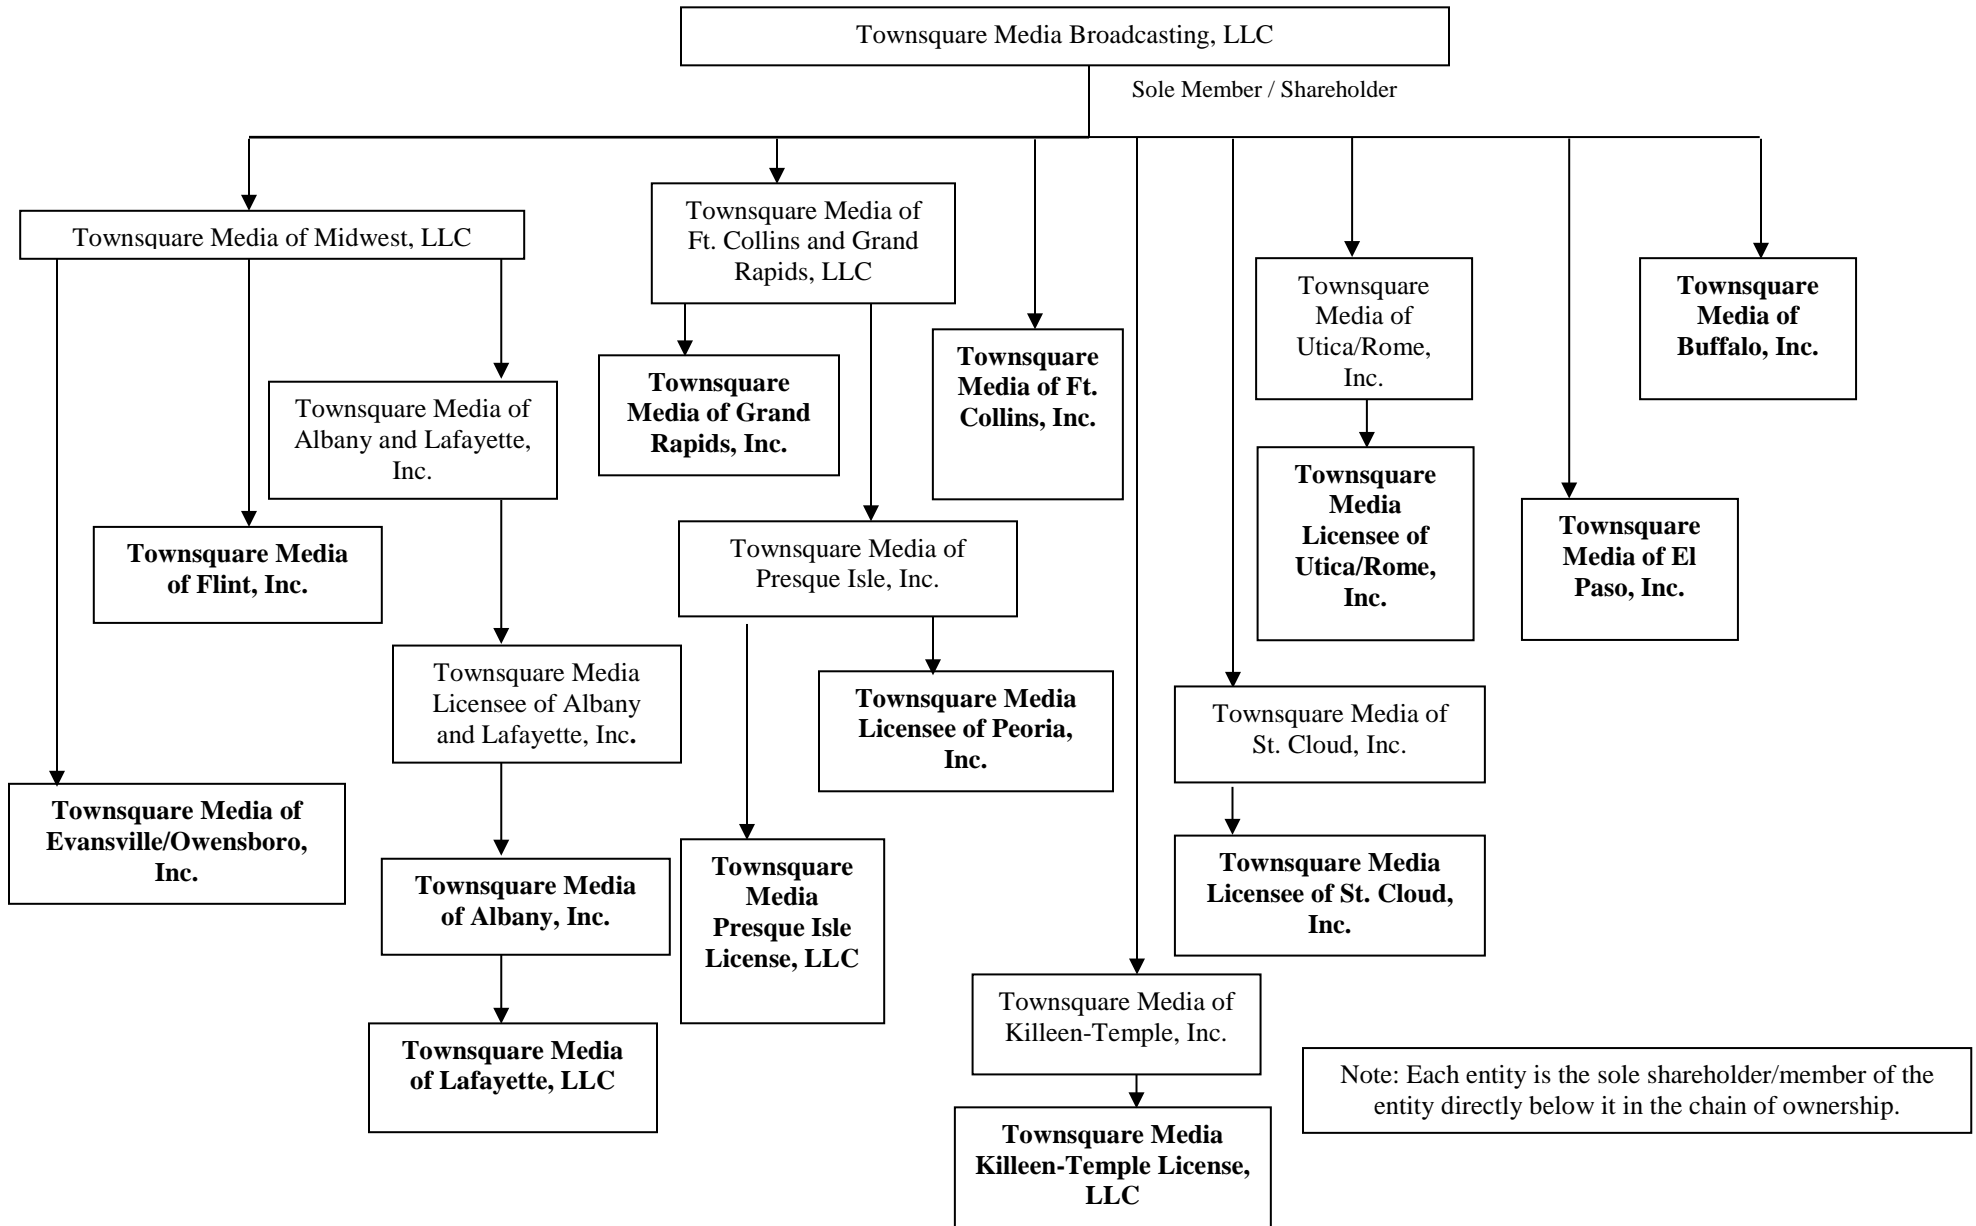 Townsquare Media Broadcasting, LLC
Sole Member / Shareholder
Townsquare Media of Midwest, LLC
Townsquare Media of
Ft. Collins and Grand
Rapids, LLC
Townsquare
Media of
Utica/Rome,
Inc.
Townsquare
Media of
Buffalo, Inc.
Townsquare Media of
Albany and Lafayette,
Inc.
Townsquare
Media of Grand
Rapids, Inc.
Townsquare
Media of Ft.
Collins, Inc.
Townsquare
Media
Licensee of
Utica/Rome,
Inc.
Townsquare
Media of El
Paso, Inc.
Townsquare Media
of Flint, Inc.
Townsquare Media of
Presque Isle, Inc.
Townsquare Media
Licensee of Albany
and Lafayette, Inc.
Townsquare Media
Licensee of Peoria,
Inc.
Townsquare Media of
St. Cloud, Inc.
Townsquare Media of
Evansville/Owensboro,
Inc.
Townsquare Media
of Albany, Inc.
Townsquare
Media
Presque Isle
License, LLC
Townsquare Media
Licensee of St. Cloud,
Inc.
Townsquare Media
of Lafayette, LLC
Townsquare Media of
Killeen-Temple, Inc.
Note: Each entity is the sole shareholder/member of the
entity directly below it in the chain of ownership.
Townsquare Media
Killeen-Temple License,
LLC